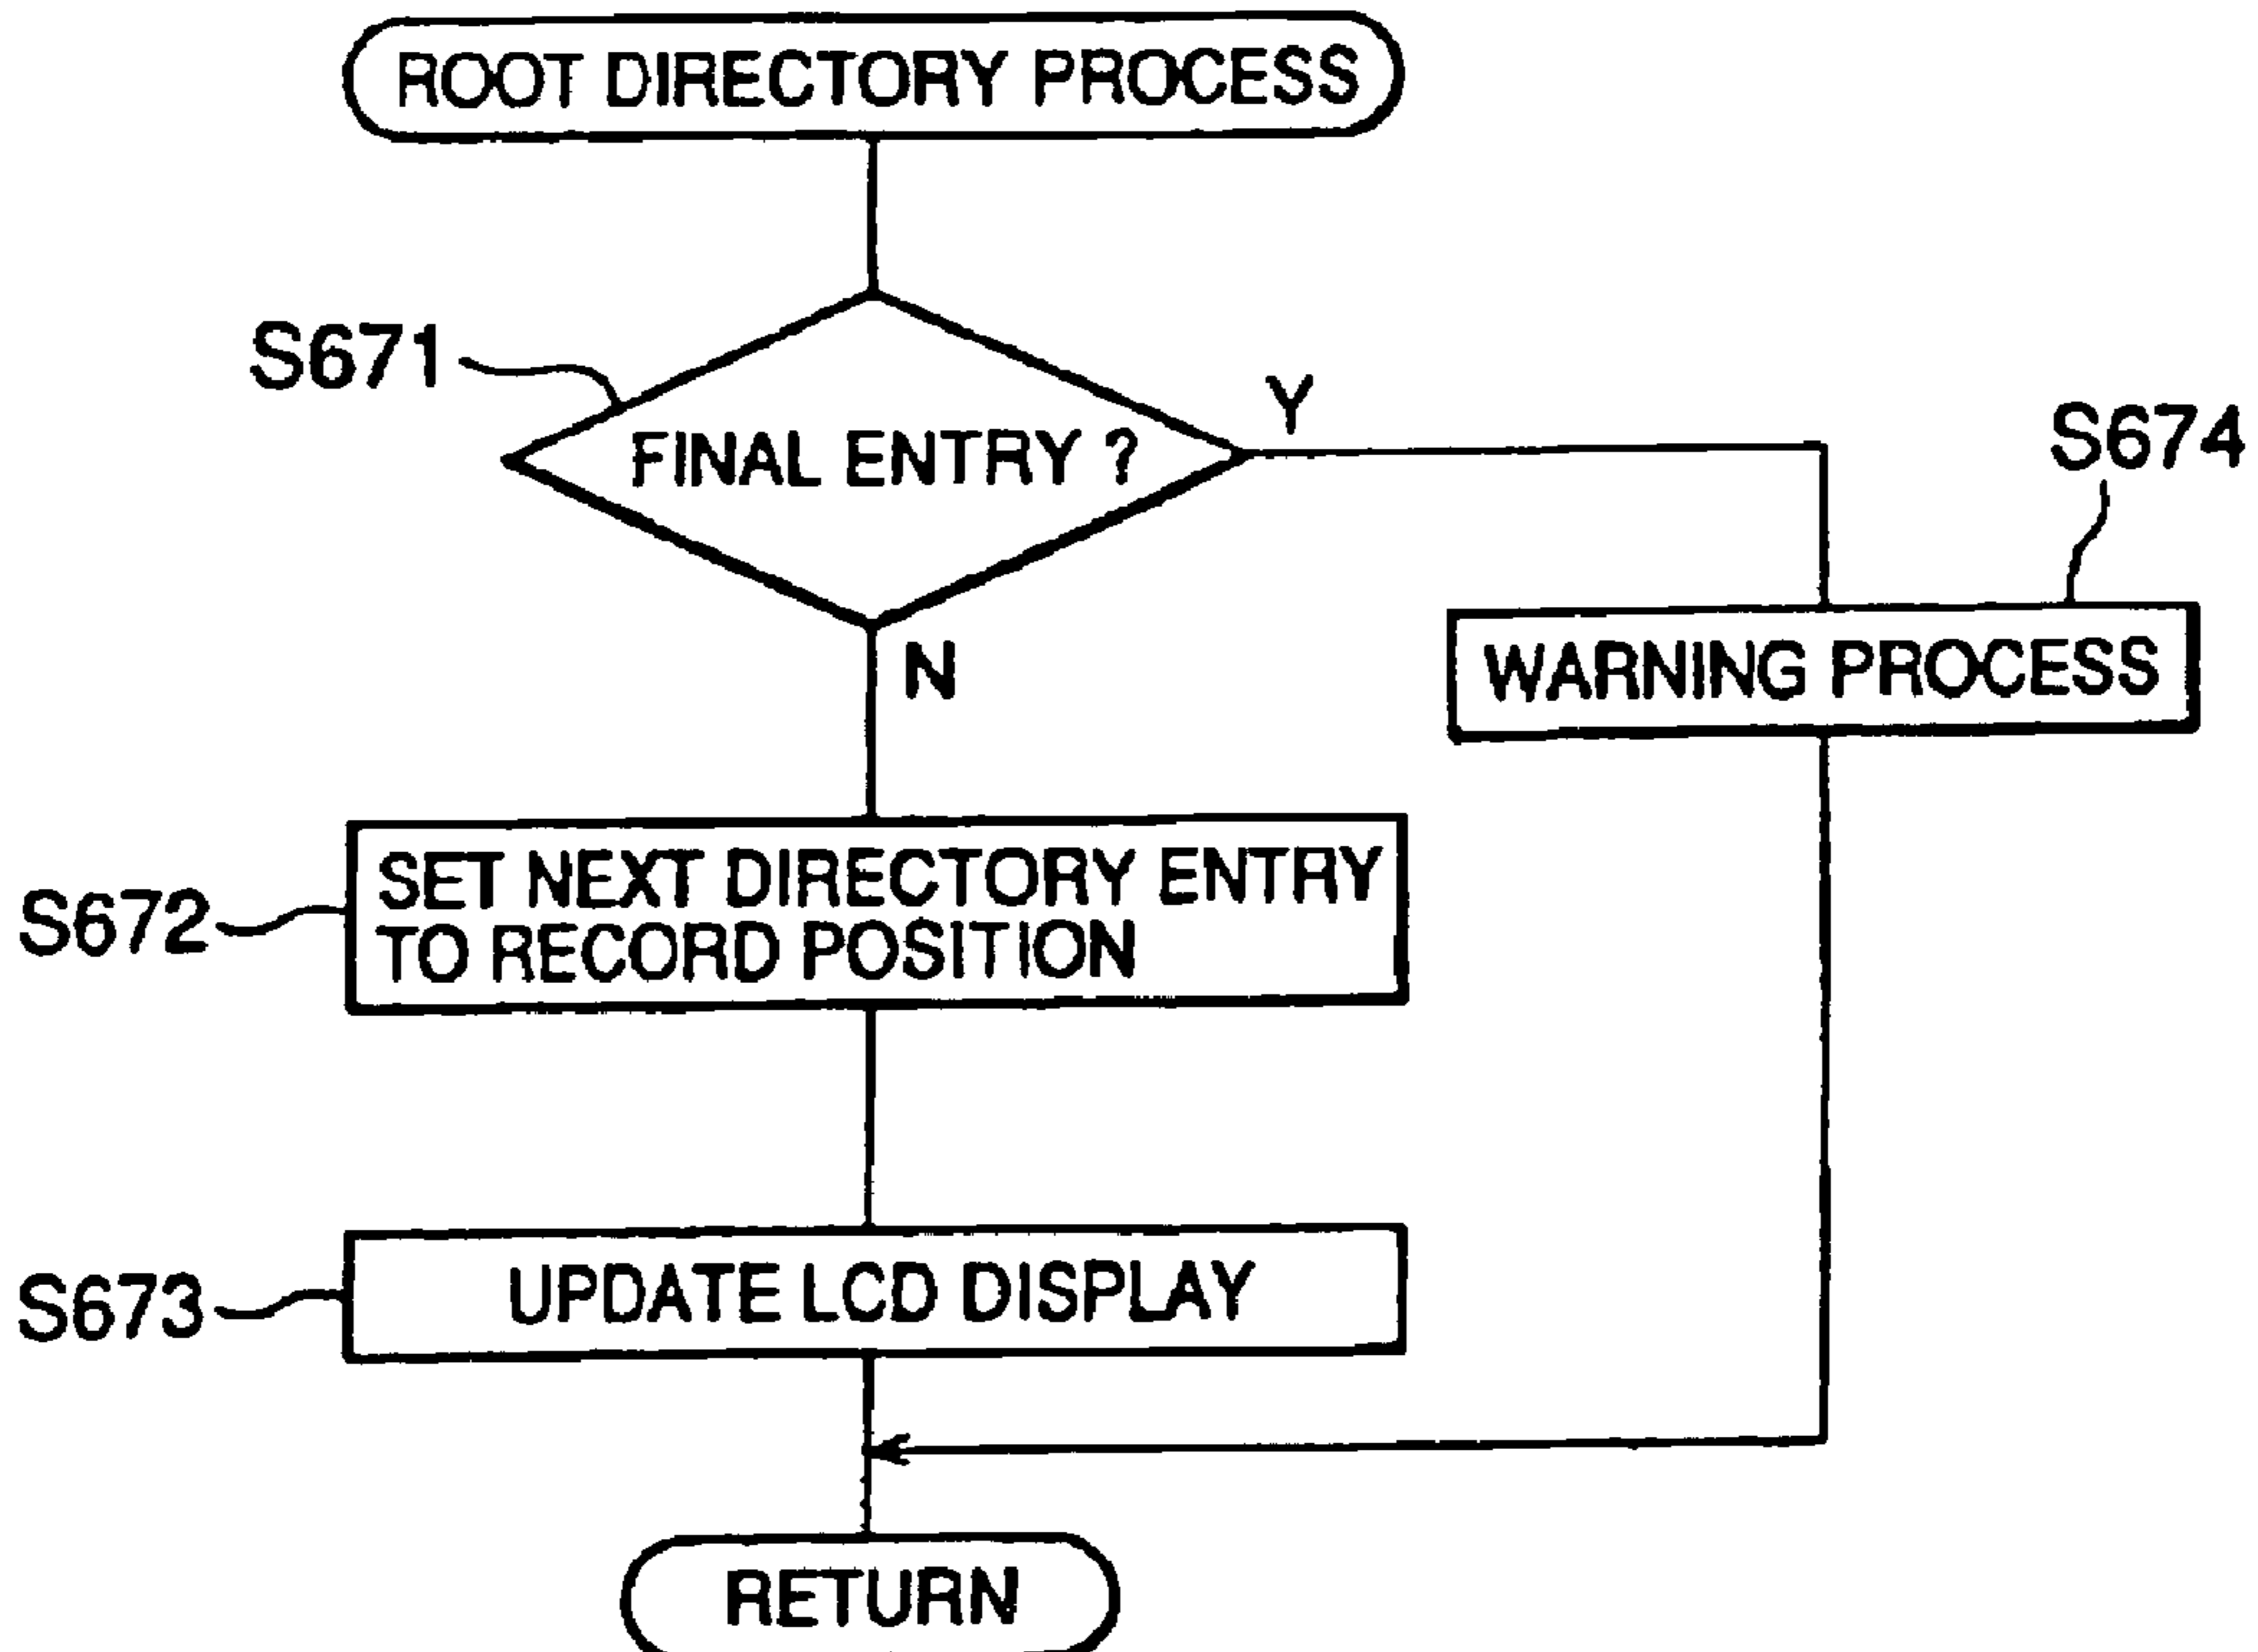 ROOT DIRECTORY PROCESS
S671
FINAL ENTRY ?
Y
S674
N
WARNING PROCESS
S672
SET NEXT DIRECTORY ENTRY
TO RECORD POSITION
S673
UPDATE LCD DISPLAY
RETURN